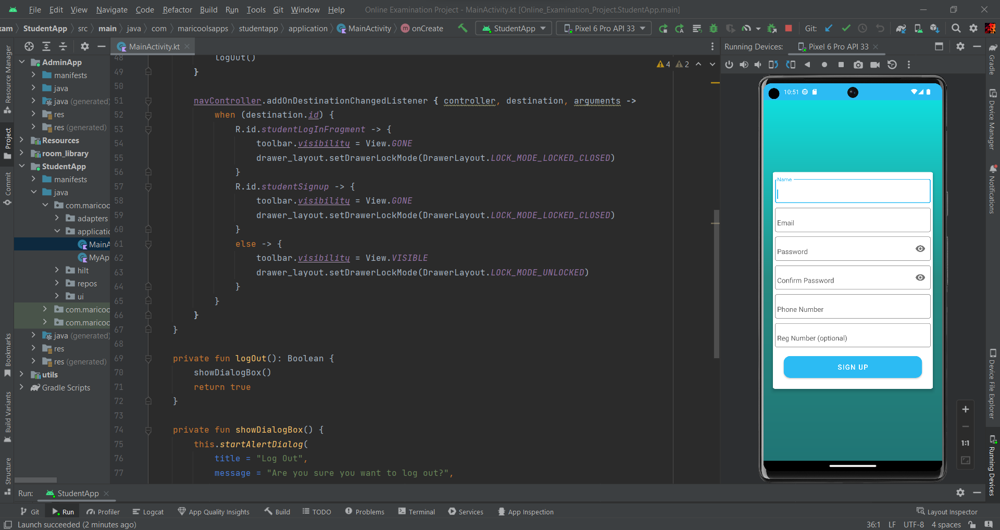 File Edit View Navigate Code Refactor Build Run Tools Git Window Help
Online Examination Project - MainActivity.kt [Online_Examination_Project.StudentApp.main]
xam StudentApp src main java com maricoolsapps studentapp application MainActivity onCreate
StudentApp
Pixel 6 Pro API 33
Git:
Resource Manager
Project
Commit
Bookmarks
Build Variants
Structure
AdminApp
manifests
java
java (generated)
res
res (generated)
Resources
room_library
StudentApp
manifests
java
com.maricoo
adapters
applicatio
MainA
MyAp
hilt
repos
ui
com.maricoo
com.maricoo
java (generated)
res
res (generated)
utils
Gradle Scripts
MainActivity.kt
4 2
48 logOut()
49 }
50
51 navController.addOnDestinationChangedListener { controller, destination, arguments ->
52 when (destination.id) {
53 R.id.studentLogInFragment -> {
54 toolbar.visibility = View.GONE
55 drawer_layout.setDrawerLockMode(DrawerLayout.LOCK_MODE_LOCKED_CLOSED)
56 }
57 R.id.studentSignup -> {
58 toolbar.visibility = View.GONE
59 drawer_layout.setDrawerLockMode(DrawerLayout.LOCK_MODE_LOCKED_CLOSED)
60 }
61 else -> {
62 toolbar.visibility = View.VISIBLE
63 drawer_layout.setDrawerLockMode(DrawerLayout.LOCK_MODE_UNLOCKED)
64 }
65 }
66 }
67 }
68
69 private fun logOut(): Boolean {
70 showDialogBox()
71 return true
72 }
73
74 private fun showDialogBox() {
75 this.startAlertDialog(
76 title = "Log Out",
77 message = "Are you sure you want to log out?",
Running Devices: Pixel 6 Pro API 33
10:51
Name
Email
Password
Confirm Password
Phone Number
Reg Number (optional)
SIGN UP
1:1
Gradle
Device Manager
Notifications
Device File Explorer
Running Devices
Run: StudentApp
Git Run Profiler Logcat App Quality Insights Build TODO Problems Terminal Services App Inspection Layout Inspector
Launch succeeded (2 minutes ago)
36:1 LF UTF-8 4 spaces